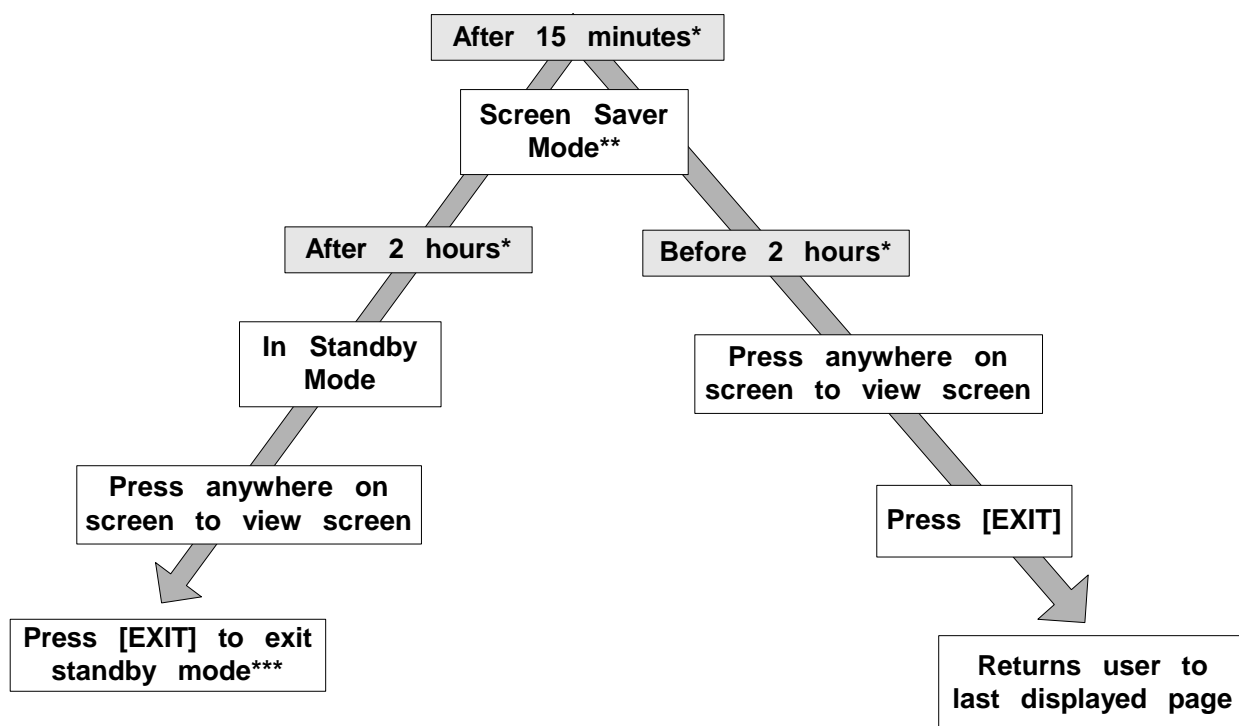 After 15 minutes*
Screen Saver
Mode**
After 2 hours*
Before 2 hours*
In Standby
Mode
Press anywhere on
screen to view screen
Press anywhere on
screen to view screen
Press [EXIT]
Press [EXIT] to exit
standby mode***
Returns user to
last displayed page